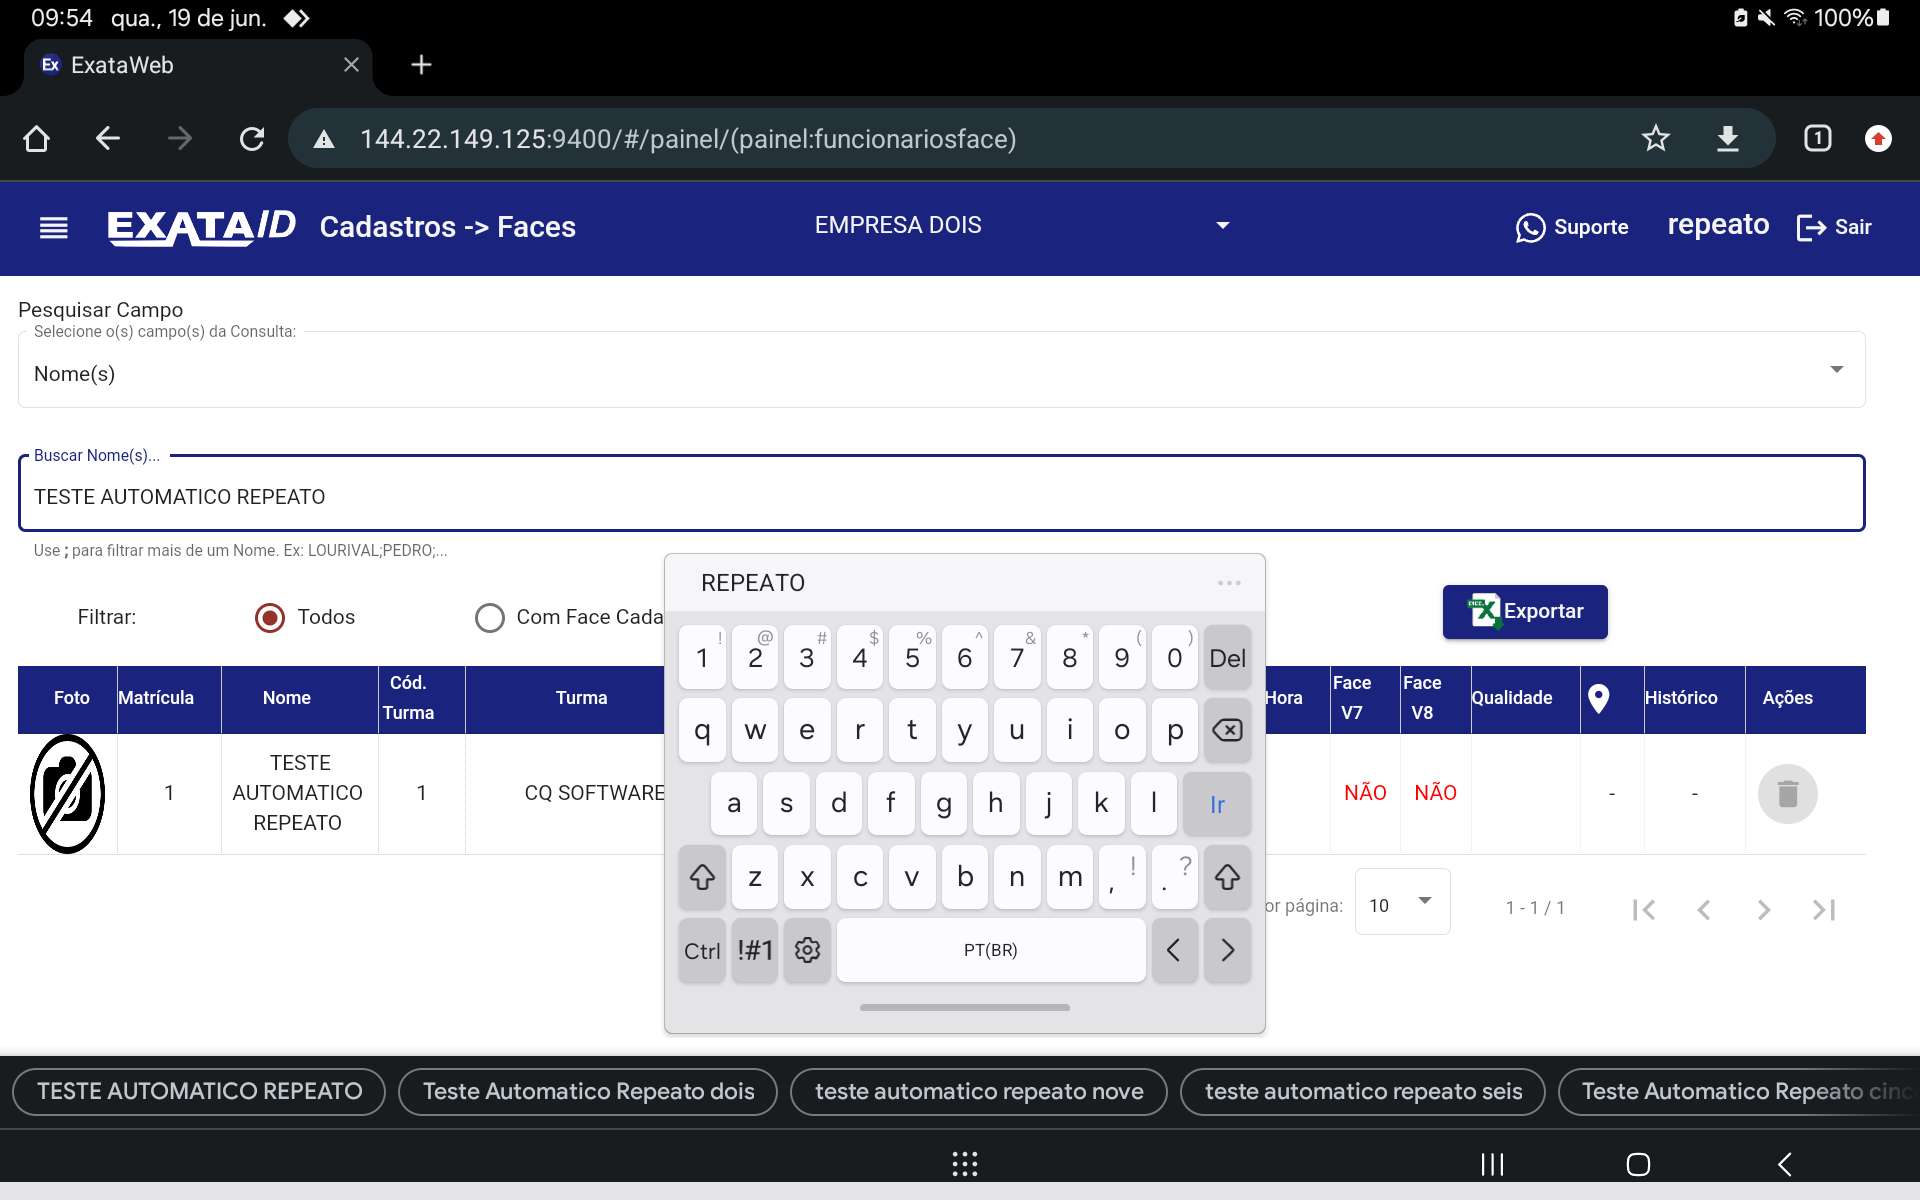 09:54 qua., 19 de jun. 100%
Ex ExataWeb
144.22.149.125:9400/#/painel/(painel:funcionariosface)
1
EXATA/ID Cadastros -> Faces EMPRESA DOIS Suporte repeato Sair
Pesquisar Campo
Selecione o(s) campo(s) da Consulta:
Nome(s)
Buscar Nome(s)...
TESTE AUTOMATICO REPEATO
Use ; para filtrar mais de um Nome. Ex: LOURIVAL;PEDRO;...
Filtrar: Todos Com Face Cada
Exportar
Foto Matrícula Nome Cód. Turma Turma Hora Face V7 Face V8 Qualidade Histórico Ações
1 TESTE AUTOMATICO REPEATO 1 CQ SOFTWARE NÃO NÃO - -
or página: 10 1 - 1 / 1
REPEATO ...
! @ # $ % ^ & * ( )
1 2 3 4 5 6 7 8 9 0 Del
q w e r t y u i o p
a s d f g h j k l Ir
z x c v b n m , ! . ?
Ctrl !#1 PT(BR) < >
TESTE AUTOMATICO REPEATO Teste Automatico Repeato dois teste automatico repeato nove teste automatico repeato seis Teste Automatico Repeato cinc